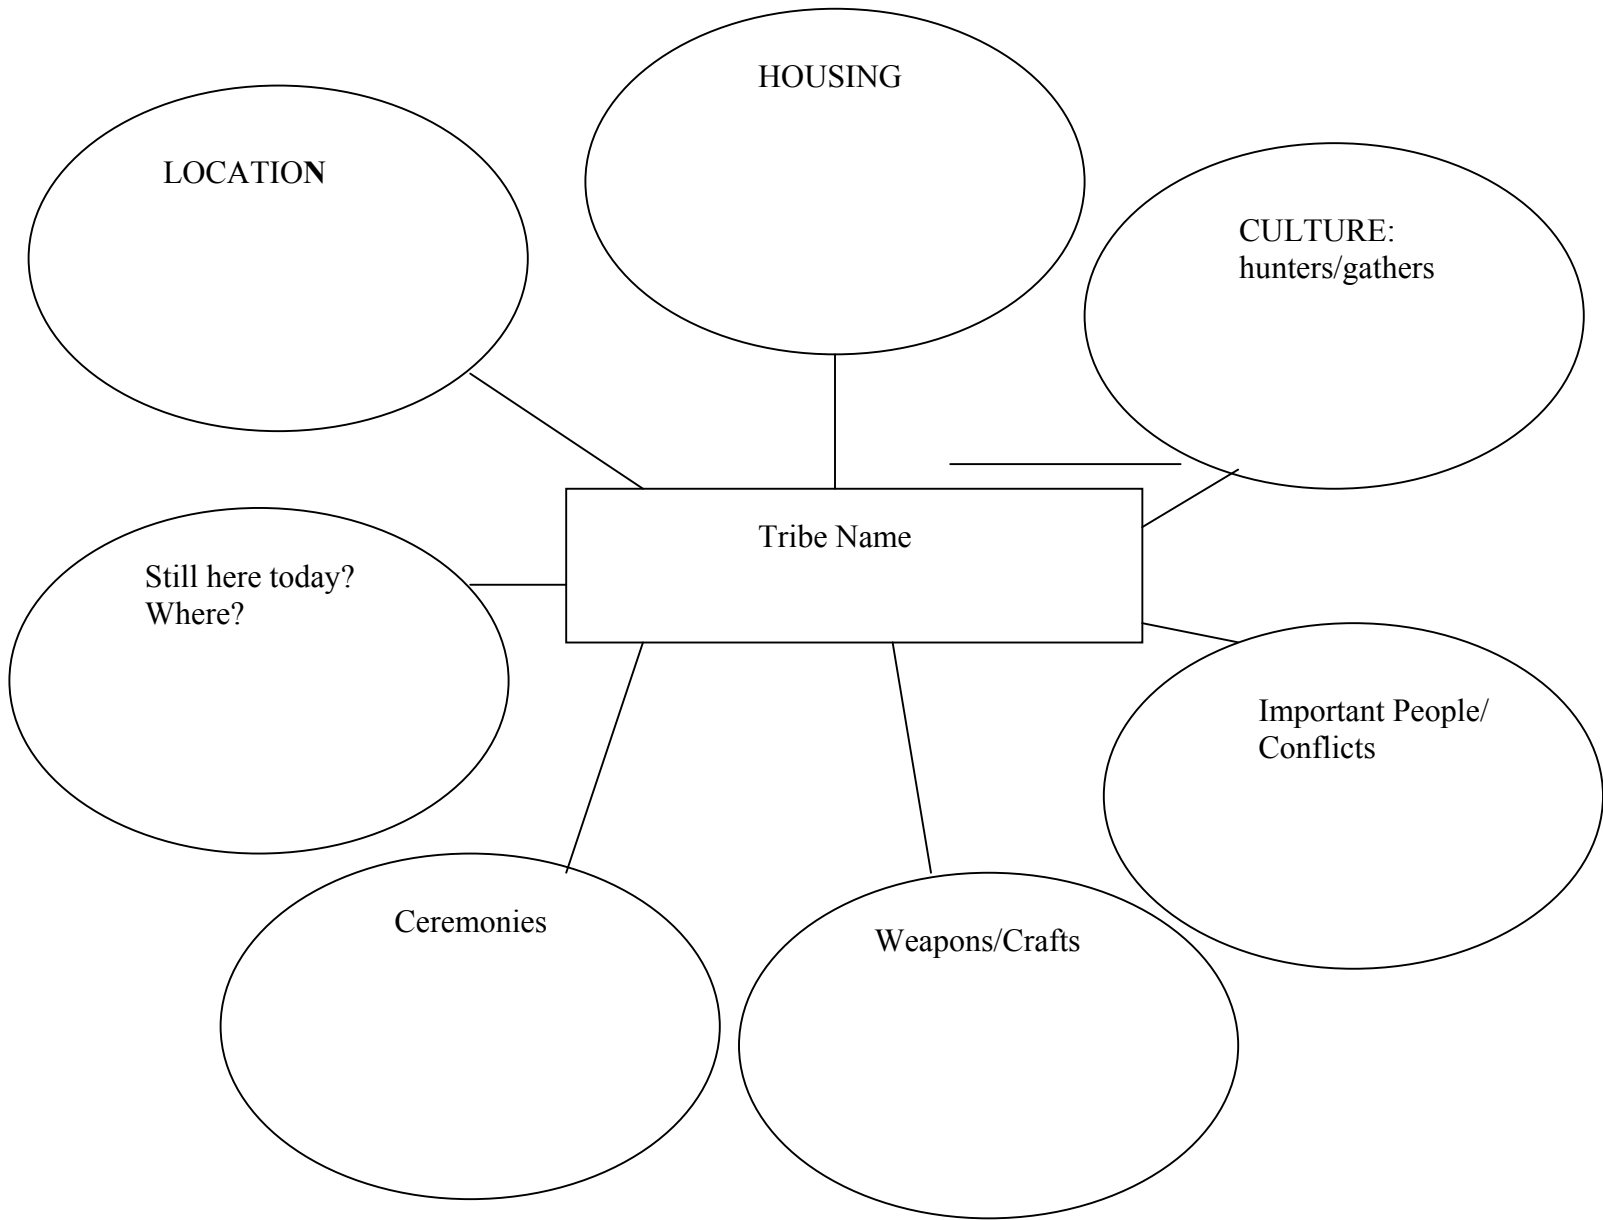 HOUSING
LOCATION
CULTURE:
hunters/gathers
Tribe Name
Still here today?
Where?
Important People/
Conflicts
Ceremonies
Weapons/Crafts